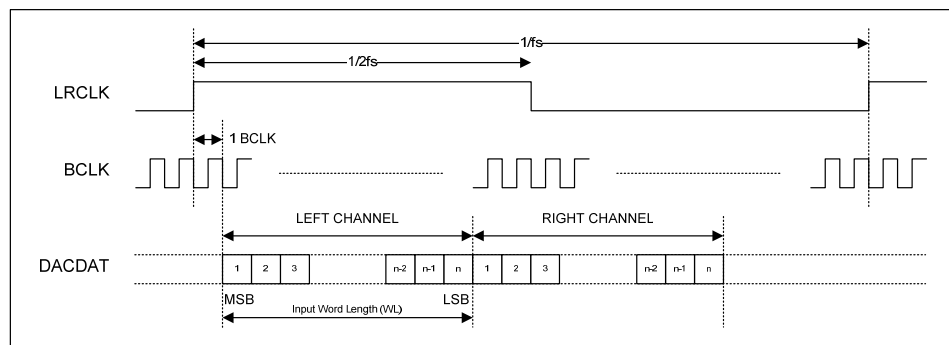 1/fs
1/2fs
LRCLK
1 BCLK
BCLK
LEFT CHANNEL RIGHT CHANNEL
DACDAT 1 2 3 n-2 n-1 n 1 2 3 n-2 n-1 n
MSB LSB
Input Word Length (WL)